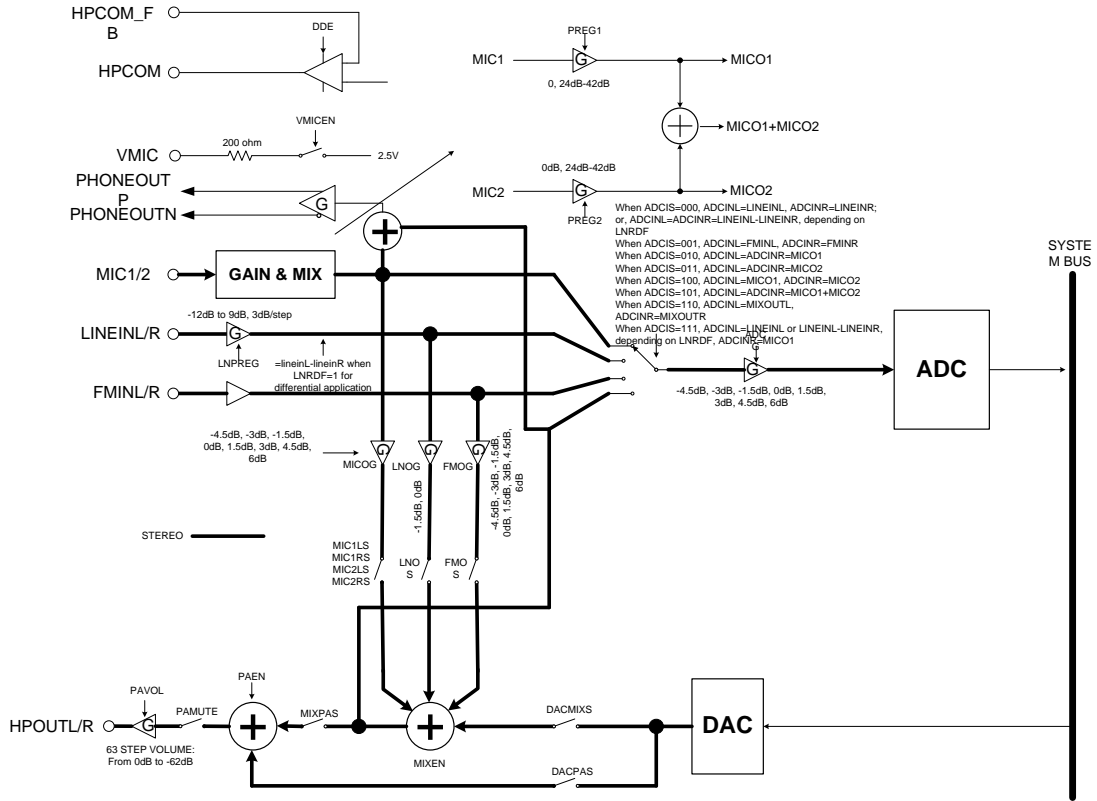 HPCOM_F
B
DDE
HPCOM
PREG1
MIC1
G
MICO1
0, 24dB-42dB
MICO1+MICO2
VMICEN
200 ohm
VMIC
2.5V
0dB, 24dB-42dB
MIC2
G
MICO2
PREG2
PHONEOUT
P
PHONEOUTN
G
When ADCIS=000, ADCINL=LINEINL, ADCINR=LINEINR;
or, ADCINL=ADCINR=LINEINL-LINEINR, depending on
LNRDF
When ADCIS=001, ADCINL=FMINL, ADCINR=FMINR
When ADCIS=010, ADCINL=ADCINR=MICO1
When ADCIS=011, ADCINL=ADCINR=MICO2
When ADCIS=100, ADCINL=MICO1, ADCINR=MICO2
When ADCIS=101, ADCINL=ADCINR=MICO1+MICO2
When ADCIS=110, ADCINL=MIXOUTL,
ADCINR=MIXOUTR
When ADCIS=111, ADCINL=LINEINL or LINEINL-LINEINR,
depending on LNRDF, ADCINR=MICO1
SYSTE
M BUS
MIC1/2
GAIN & MIX
-12dB to 9dB, 3dB/step
LINEINL/R
G
LNPREG
=lineinL-lineinR when
LNRDF=1 for
differential application
FMINL/R
ADC
G
G
-4.5dB, -3dB, -1.5dB, 0dB, 1.5dB,
3dB, 4.5dB, 6dB
ADC
-4.5dB, -3dB, -1.5dB,
0dB, 1.5dB, 3dB, 4.5dB,
6dB
G
MICOG
G
LNOG
-1.5dB, 0dB
G
FMOG
-4.5dB, -3dB, -1.5dB,
0dB, 1.5dB, 3dB, 4.5dB,
6dB
STEREO
MIC1LS
MIC1RS
MIC2LS
MIC2RS
LNO
S
FMO
S
PAVOL
G
PAMUTE
PAEN
MIXPAS
MIXEN
DACMIXS
DACPAS
DAC
HPOUTL/R
63 STEP VOLUME:
From 0dB to -62dB